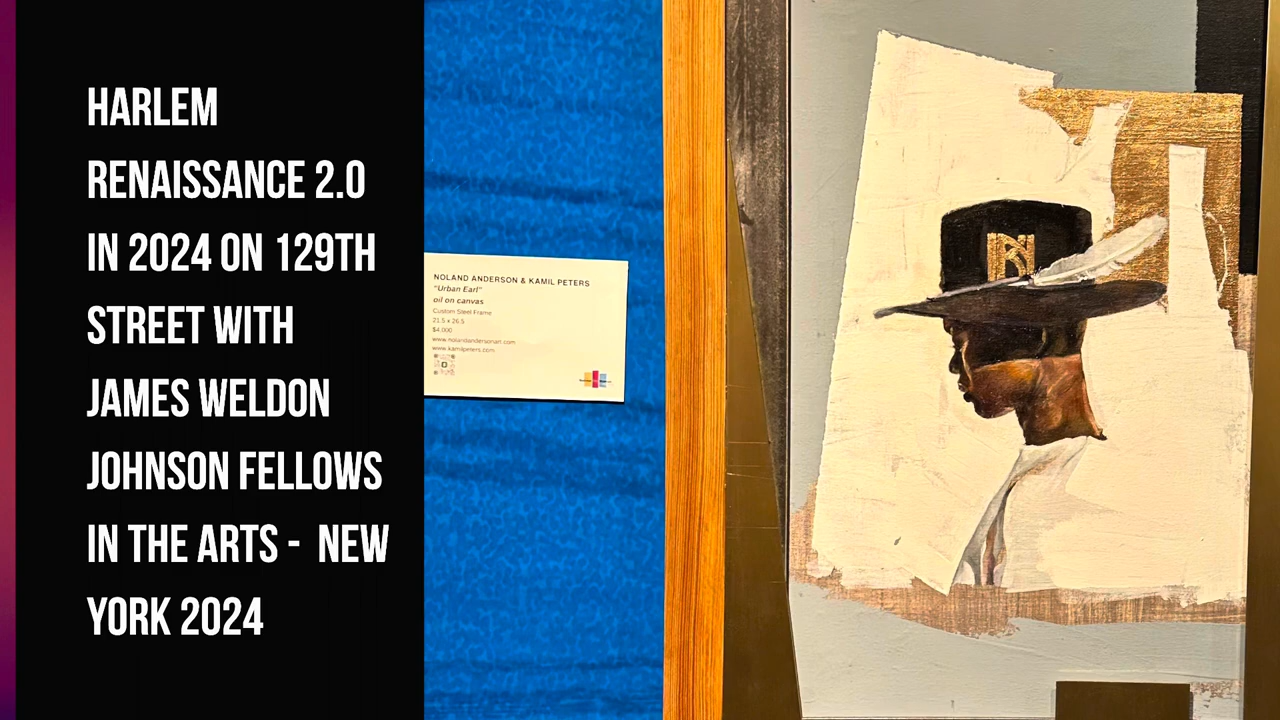 HARLEM
RENAISSANCE 2.0
IN 2024 ON 129TH
STREET WITH
JAMES WELDON
JOHNSON FELLOWS
IN THE ARTS - NEW
YORK 2024
NOLAND ANDERSON & KAMIL PETERS
"Urban Earl"
oil on canvas
Custom Steel Frame
21.5 x 26.5
$4,000
www.nolandandersonart.com
www.kamilpeters.com
N